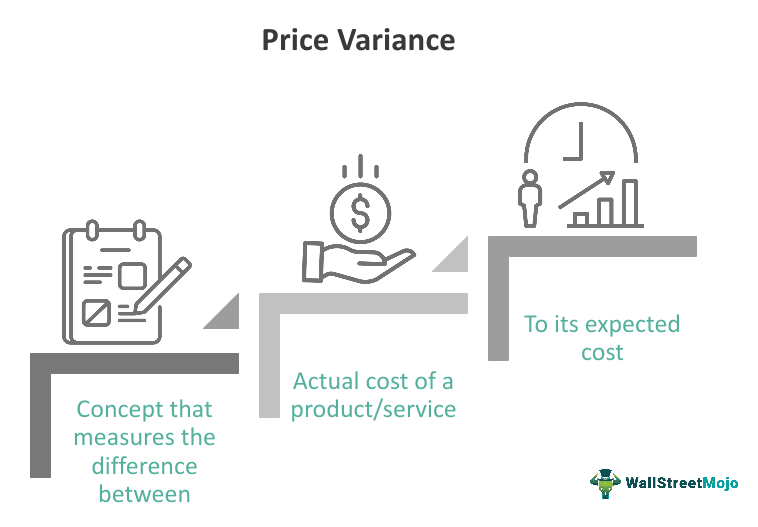 Price Variance
Concept that
measures the
difference
between
Actual cost of a
product/service
To its expected
cost
WallStreetMojo